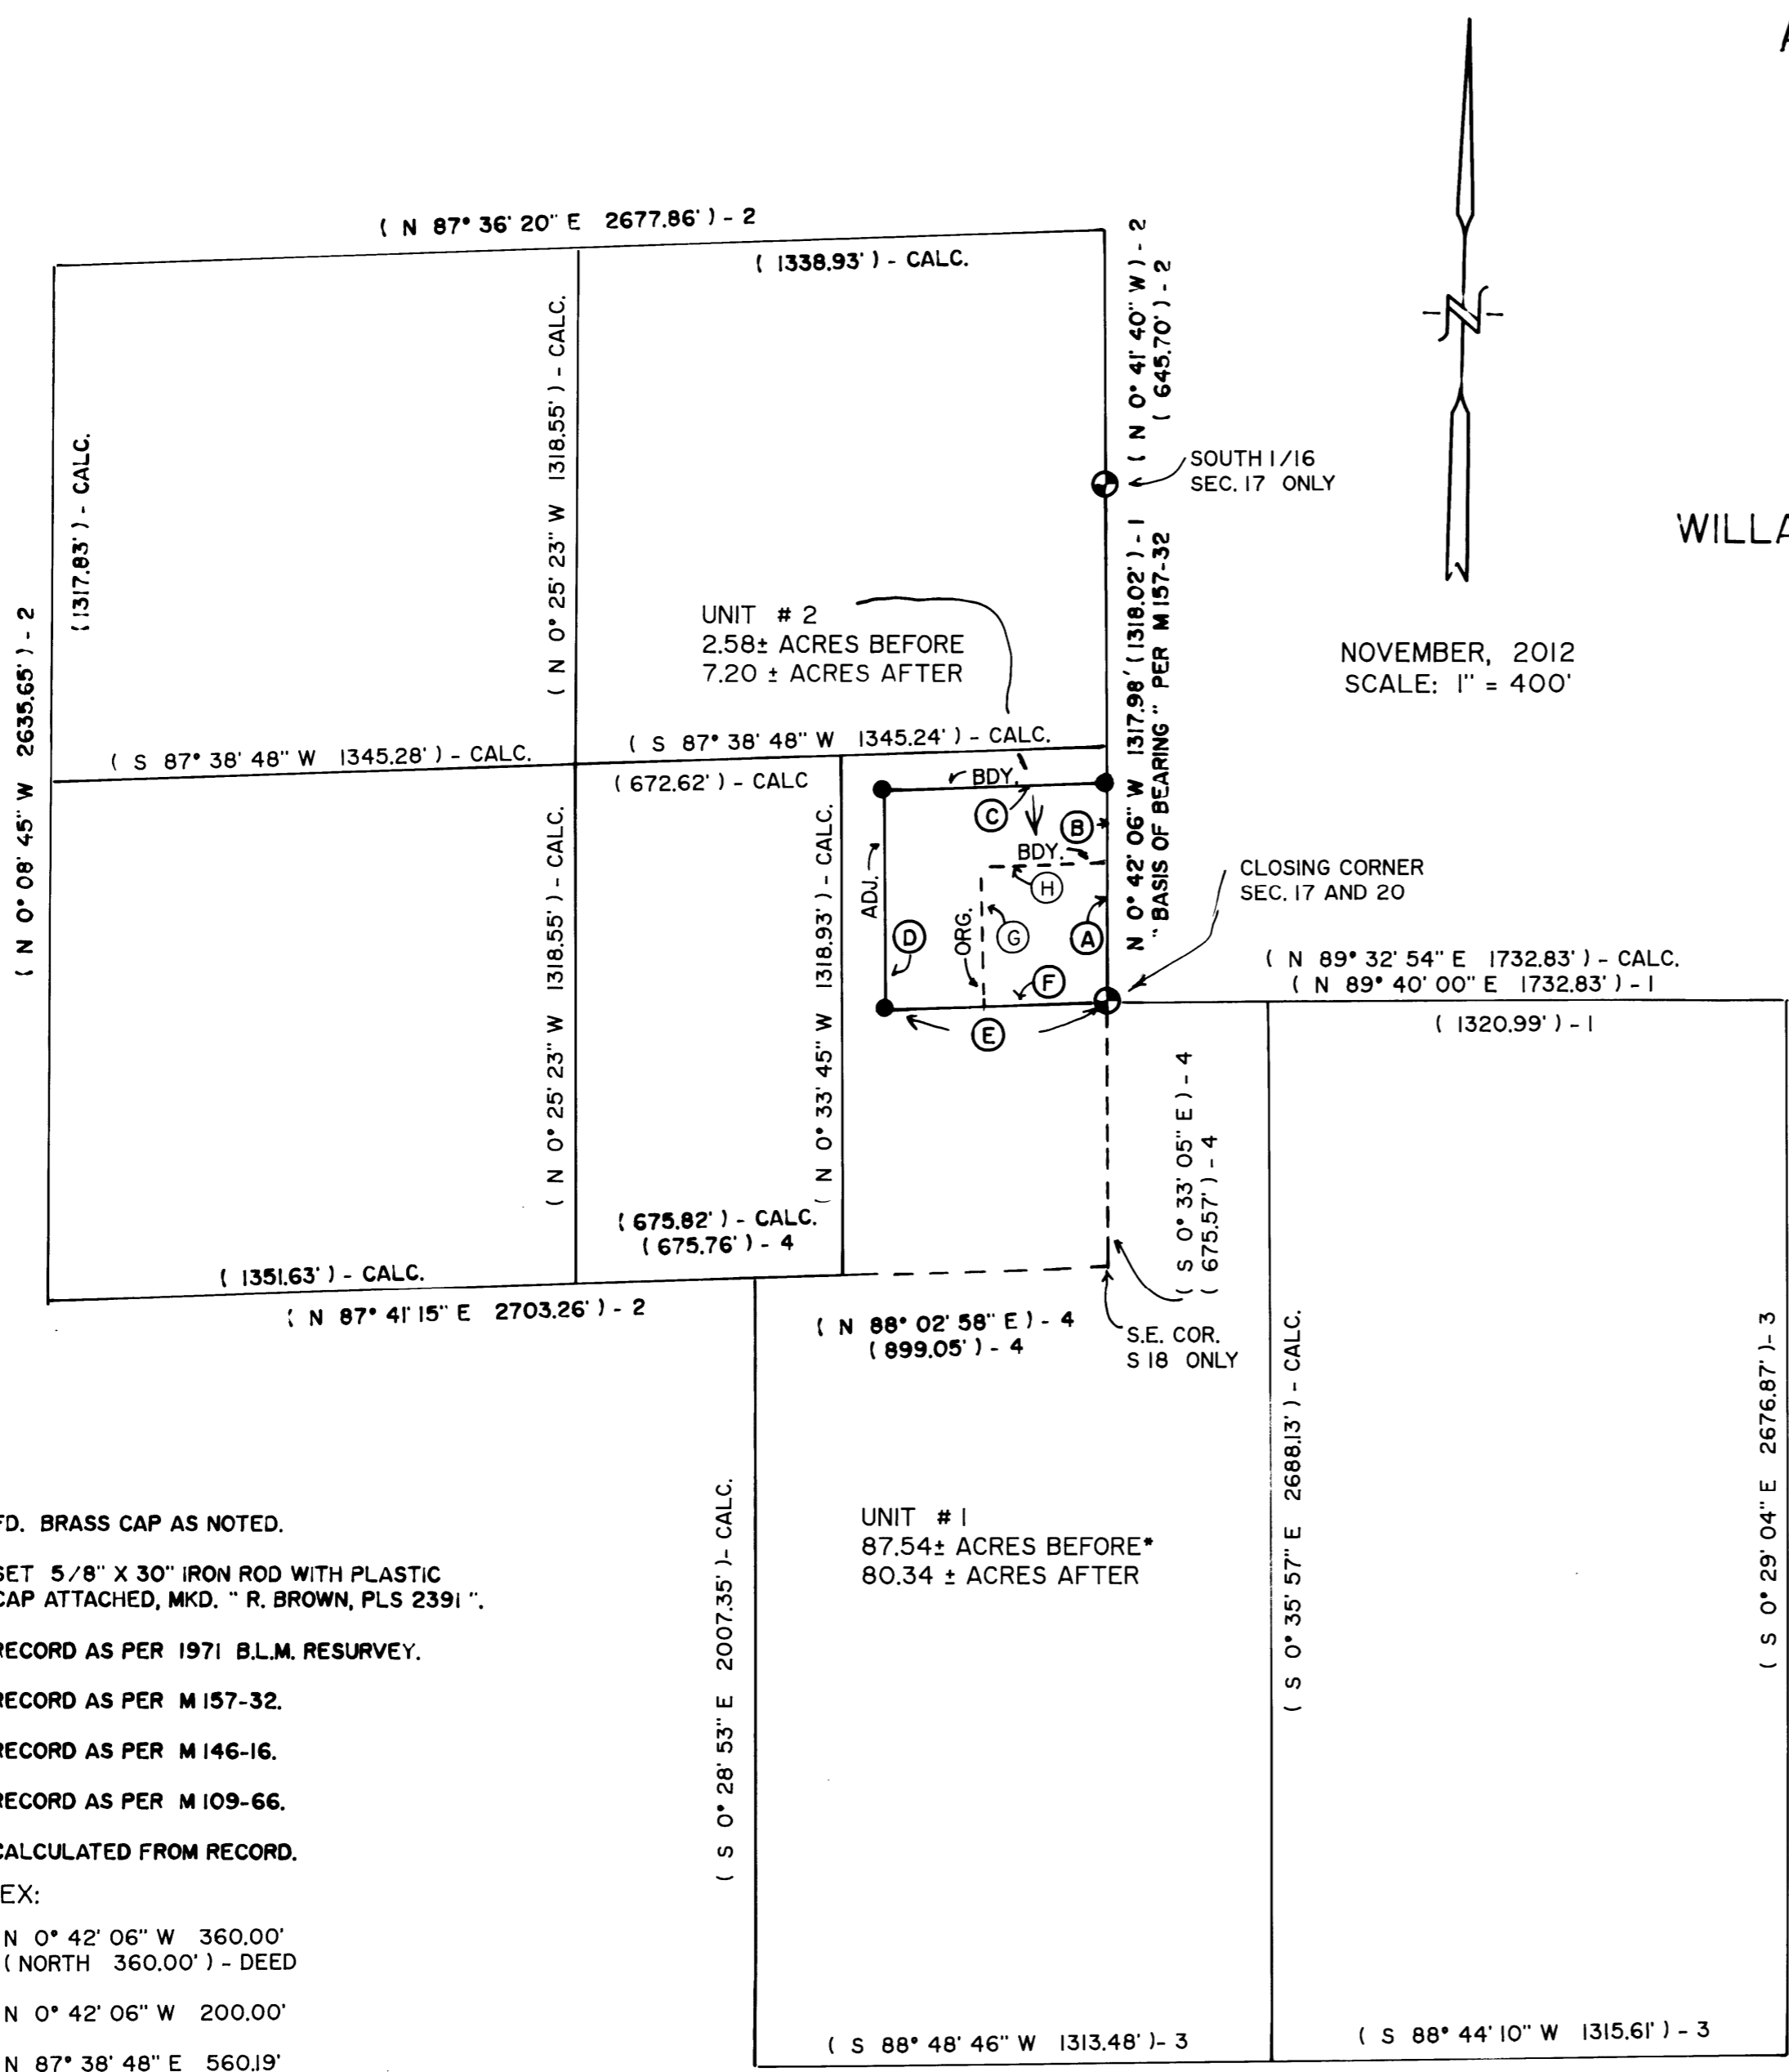 A
( N 87° 36' 20" E 2677.86' ) - 2
( 1338.93' ) - CALC.
( N 0° 41' 40" W ) - 2
( 645.70' ) - 2
N
SOUTH 1/16
SEC. 17 ONLY
( 1317.83' ) - CALC.
( N 0° 25' 23" W 1318.55' ) - CALC.
WILLA
( N 0° 08' 45" W 2635.65' ) - 2
UNIT # 2
2.58± ACRES BEFORE
7.20 ± ACRES AFTER
N 0° 42' 06" W 1317.98' ( 1318.02' ) - 1
" BASIS OF BEARING " PER M 157-32
NOVEMBER, 2012
SCALE: 1" = 400'
( S 87° 38' 48" W 1345.28' ) - CALC.
( S 87° 38' 48" W 1345.24' ) - CALC.
( 672.62' ) - CALC
BDY.
C
B
BDY.
H
ADJ.
D
ORG.
G
A
F
E
CLOSING CORNER
SEC. 17 AND 20
( N 89° 32' 54" E 1732.83' ) - CALC.
( N 89° 40' 00" E 1732.83' ) - 1
( 1320.99' ) - 1
( N 0° 25' 23" W 1318.55' ) - CALC.
( N 0° 33' 45" W 1318.93' ) - CALC.
( S 0° 33' 05" E ) - 4
( 675.57' ) - 4
( 675.82' ) - CALC.
( 675.76' ) - 4
( 1351.63' ) - CALC.
( N 87° 41' 15" E 2703.26' ) - 2
( N 88° 02' 58" E ) - 4
( 899.05' ) - 4
S.E. COR.
S 18 ONLY
( S 0° 28' 53" E 2007.35' ) - CALC.
UNIT # 1
87.54± ACRES BEFORE*
80.34 ± ACRES AFTER
( S 0° 35' 57" E 2688.13' ) - CALC.
( S 0° 29' 04" E 2676.87' ) - 3
FD. BRASS CAP AS NOTED.
SET 5/8" X 30" IRON ROD WITH PLASTIC
CAP ATTACHED, MKD. " R. BROWN, PLS 2391 ".
RECORD AS PER 1971 B.L.M. RESURVEY.
RECORD AS PER M 157-32.
RECORD AS PER M 146-16.
RECORD AS PER M 109-66.
CALCULATED FROM RECORD.
EX:
N 0° 42' 06" W 360.00'
( NORTH 360.00' ) - DEED
N 0° 42' 06" W 200.00'
N 87° 38' 48" E 560.19'
( S 88° 48' 46" W 1313.48' ) - 3
( S 88° 44' 10" W 1315.61' ) - 3